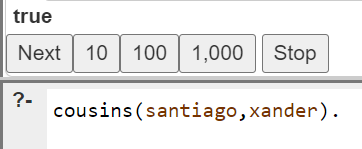 true
Next 10 100 1,000 Stop
?- cousins(santiago,xander).